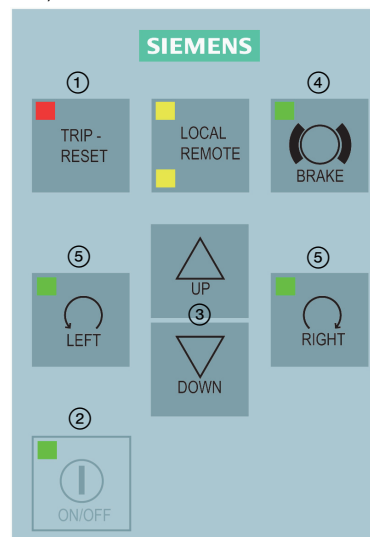 SIEMENS
① ④
TRIP -
RESET
LOCAL
REMOTE
BRAKE
⑤ ⑤
UP
③
LEFT
RIGHT
DOWN
②
ON/OFF